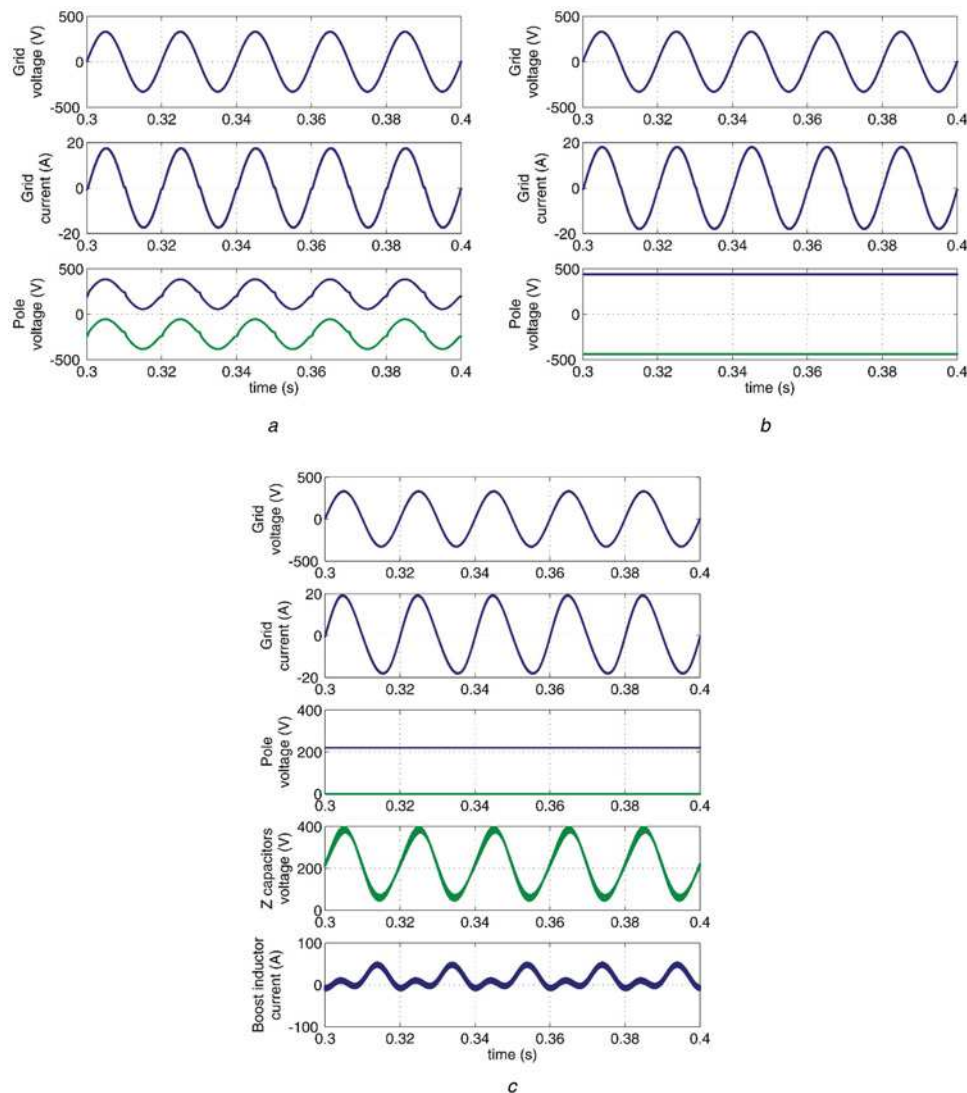 500
0
-500
Grid
voltage (V)
0.3 0.32 0.34 0.36 0.38 0.4
20
0
-20
Grid
current (A)
0.3 0.32 0.34 0.36 0.38 0.4
500
0
-500
Pole
voltage (V)
0.3 0.32 0.34 0.36 0.38 0.4
time (s)
a
500
0
-500
Grid
voltage (V)
0.3 0.32 0.34 0.36 0.38 0.4
20
0
-20
Grid
current (A)
0.3 0.32 0.34 0.36 0.38 0.4
500
0
-500
Pole
voltage (V)
0.3 0.32 0.34 0.36 0.38 0.4
time (s)
b
500
0
-500
Grid
voltage (V)
0.3 0.32 0.34 0.36 0.38 0.4
20
0
-20
Grid
current (A)
0.3 0.32 0.34 0.36 0.38 0.4
400
200
0
Pole
voltage (V)
0.3 0.32 0.34 0.36 0.38 0.4
400
200
0
Z capacitors
voltage (V)
0.3 0.32 0.34 0.36 0.38 0.4
100
0
-100
Boost inductor
current (A)
0.3 0.32 0.34 0.36 0.38 0.4
time (s)
c